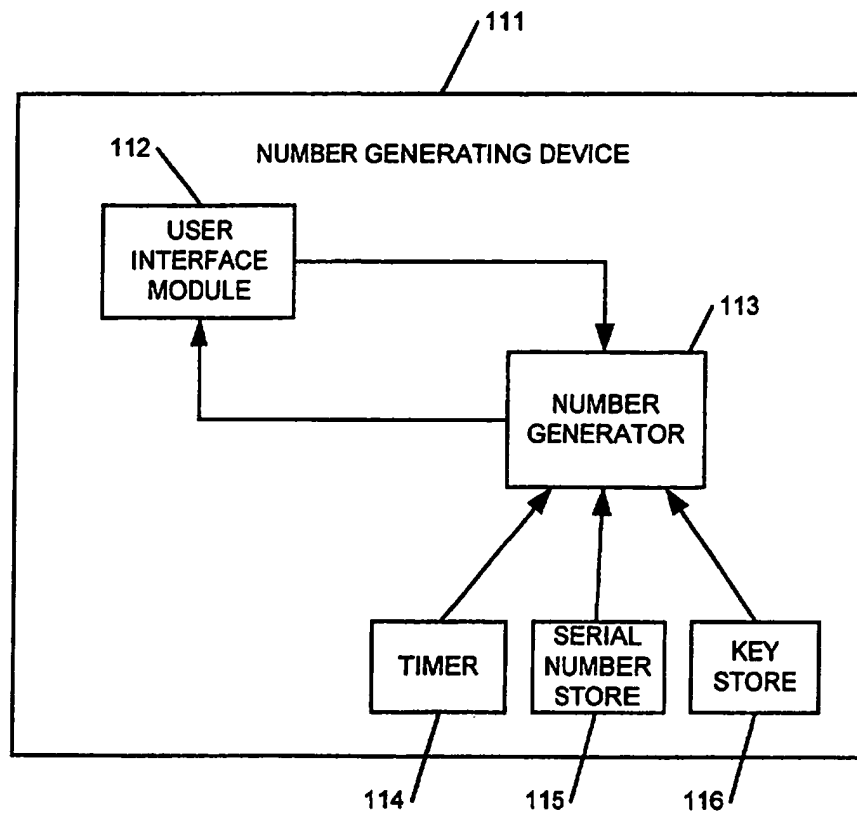 111
NUMBER GENERATING DEVICE
112
USER
INTERFACE
MODULE
113
NUMBER
GENERATOR
TIMER
SERIAL
NUMBER
STORE
KEY
STORE
114
115
116